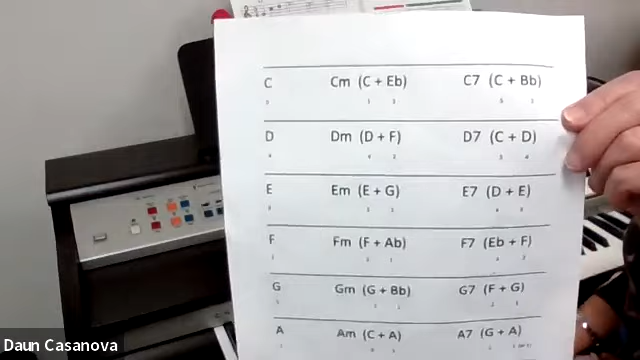 C Cm (C + Eb) C7 (C + Bb)
D Dm (D + F) D7 (C + D)
E Em (E + G) E7 (D + E)
F Fm (F + Ab) F7 (Eb + F)
G Gm (G + Bb) G7 (F + G)
A Am (C + A) A7 (G + A)
Daun Casanova